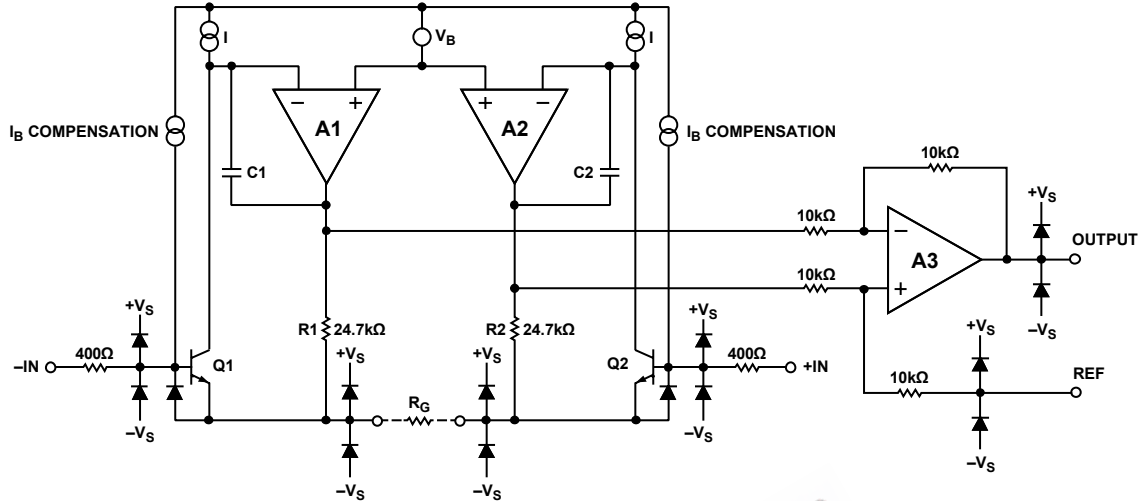 I
V_B
I
I_B COMPENSATION
A1
A2
I_B COMPENSATION
C1
C2
10kΩ
10kΩ
+V_S
A3
OUTPUT
10kΩ
−V_S
+V_S
R1 24.7kΩ
R2 24.7kΩ
+V_S
−IN
400Ω
Q1
+V_S
+V_S
Q2
400Ω
+IN
+V_S
10kΩ
REF
−V_S
R_G
−V_S
−V_S
−V_S
−V_S
−V_S